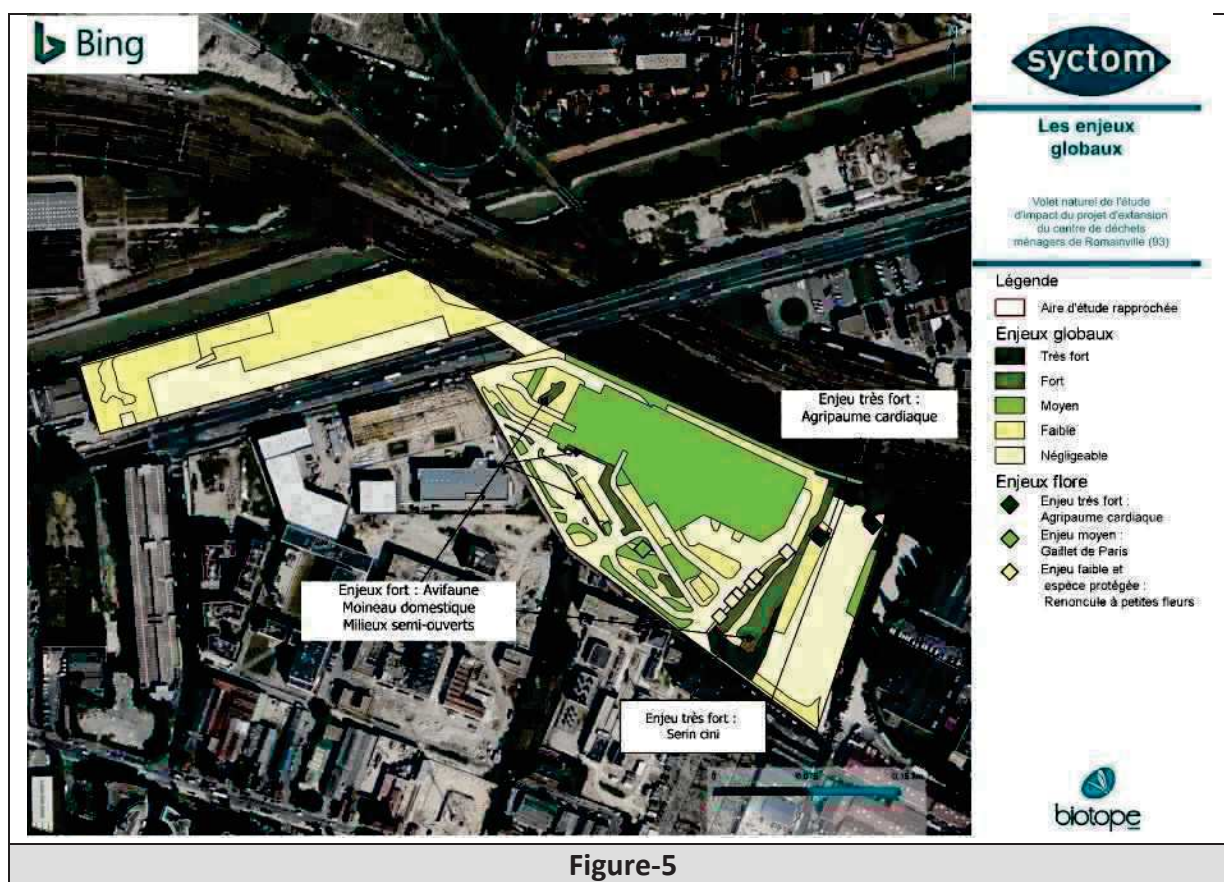 Bing
syctom
Les enjeux
globaux
Volet naturel de l'étude
d'impact du projet d'extension
du centre de déchets
ménagers de Romainville (93)
Légende
Aire d'étude rapprochée
Enjeux globaux
Très fort
Fort
Moyen
Faible
Négligeable
Enjeux flore
Enjeu très fort :
Agripaume cardiaque
Enjeu moyen :
Gaillet de Paris
Enjeu faible et
espèce protégée :
Renoncule à petites fleurs
Enjeu très fort :
Agripaume cardiaque
Enjeux fort : Avifaune
Moineau domestique
Milieux semi-ouverts
Enjeu très fort :
Serin cini
0
biotope
Figure-5